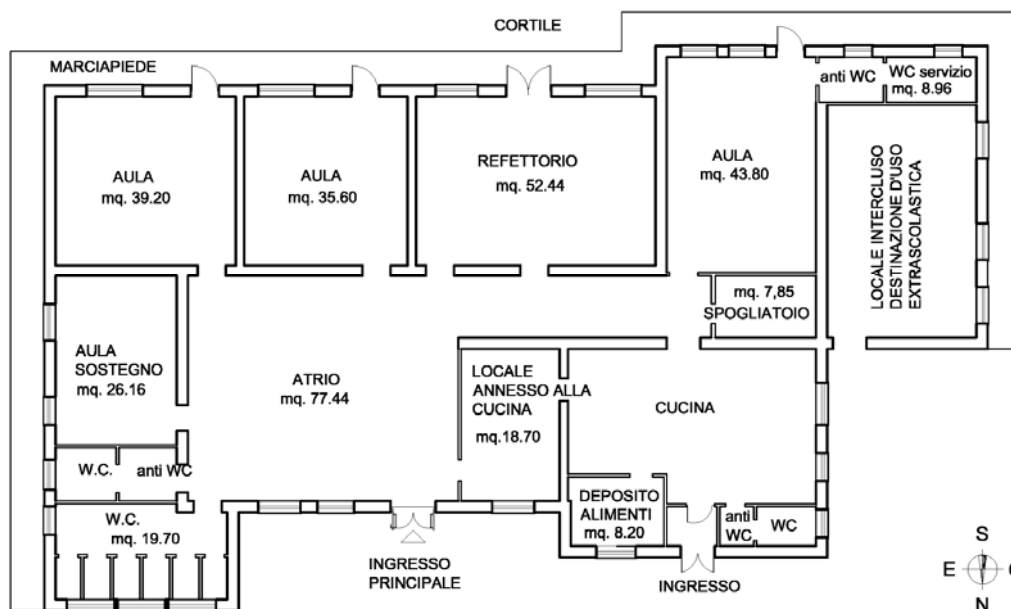 CORTILE
MARCIAPIEDE
anti WC
WC servizio
mq. 8.96
AULA
mq. 39.20
AULA
mq. 35.60
REFETTORIO
mq. 52.44
AULA
mq. 43.80
LOCALE INTERCLUSO
DESTINAZIONE D'USO
EXTRASCOLASTICA
mq. 7,85
SPOGLIATOIO
AULA
SOSTEGNO
mq. 26.16
ATRIO
mq. 77.44
LOCALE
ANNESSO ALLA
CUCINA
mq.18.70
CUCINA
W.C.
anti WC
W.C.
mq. 19.70
DEPOSITO
ALIMENTI
mq. 8.20
anti
WC
WC
INGRESSO
PRINCIPALE
INGRESSO
S
E
N